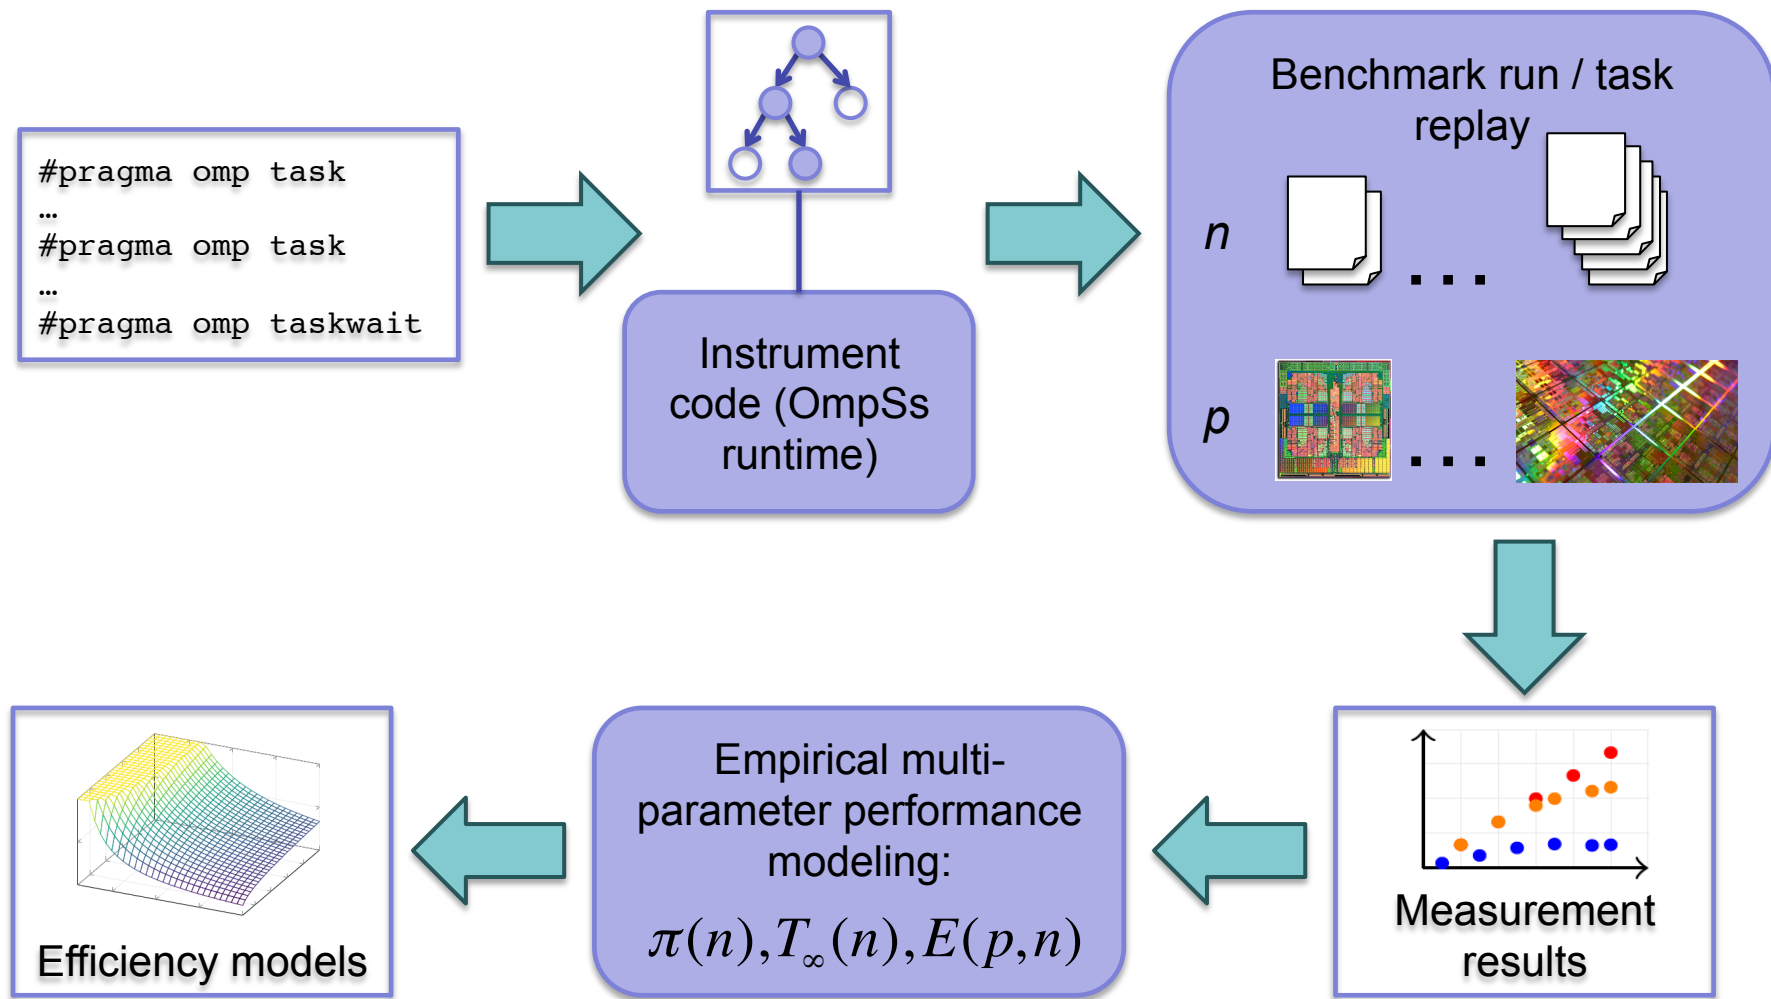 #pragma omp task
…
#pragma omp task
…
#pragma omp taskwait
Instrument
code (OmpSs
runtime)
Benchmark run / task
replay
n
. . .
p
. . .
Measurement
results
Empirical multi-
parameter performance
modeling:
π(n),T∞(n),E(p,n)
Efficiency models